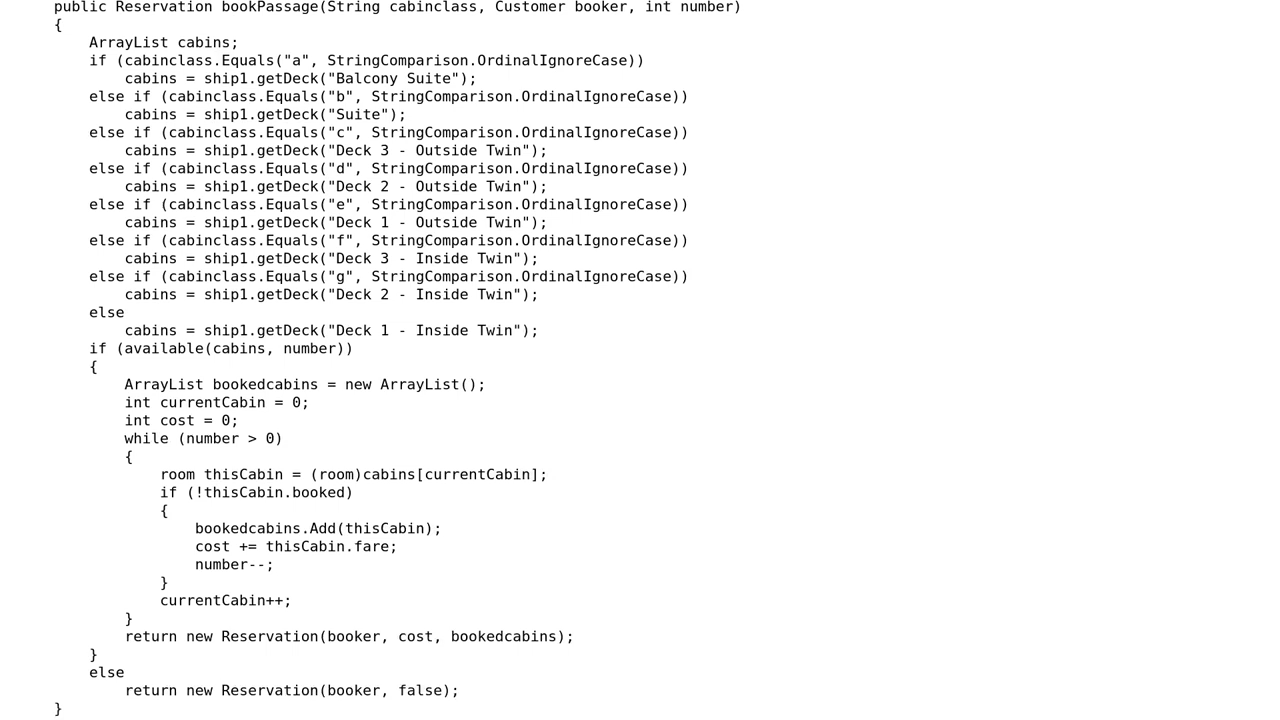 public Reservation bookPassage(String cabinclass, Customer booker, int number)
{
ArrayList cabins;
if (cabinclass.Equals("a", StringComparison.OrdinalIgnoreCase))
cabins = ship1.getDeck("Balcony Suite");
else if (cabinclass.Equals("b", StringComparison.OrdinalIgnoreCase))
cabins = ship1.getDeck("Suite");
else if (cabinclass.Equals("c", StringComparison.OrdinalIgnoreCase))
cabins = ship1.getDeck("Deck 3 - Outside Twin");
else if (cabinclass.Equals("d", StringComparison.OrdinalIgnoreCase))
cabins = ship1.getDeck("Deck 2 - Outside Twin");
else if (cabinclass.Equals("e", StringComparison.OrdinalIgnoreCase))
cabins = ship1.getDeck("Deck 1 - Outside Twin");
else if (cabinclass.Equals("f", StringComparison.OrdinalIgnoreCase))
cabins = ship1.getDeck("Deck 3 - Inside Twin");
else if (cabinclass.Equals("g", StringComparison.OrdinalIgnoreCase))
cabins = ship1.getDeck("Deck 2 - Inside Twin");
else
cabins = ship1.getDeck("Deck 1 - Inside Twin");
if (available(cabins, number))
{
ArrayList bookedcabins = new ArrayList();
int currentCabin = 0;
int cost = 0;
while (number > 0)
{
room thisCabin = (room)cabins[currentCabin];
if (!thisCabin.booked)
{
bookedcabins.Add(thisCabin);
cost += thisCabin.fare;
number--;
}
currentCabin++;
}
return new Reservation(booker, cost, bookedcabins);
}
else
return new Reservation(booker, false);
}